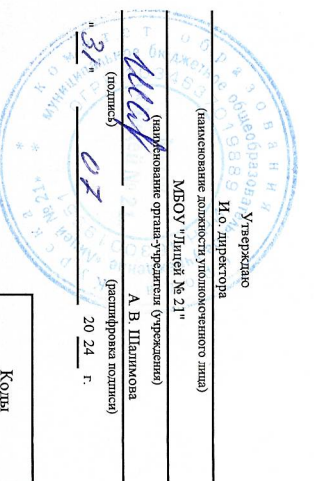 Утверждаю
И.о. директора
(наименование должности уполномоченного лица)
МБОУ "Лицей № 21"
(наименование органа-учредителя (учреждения)
А. В. Шалимова
(подпись) (расшифровка подписи)
" 31 " 07 20 24 г.
Коды